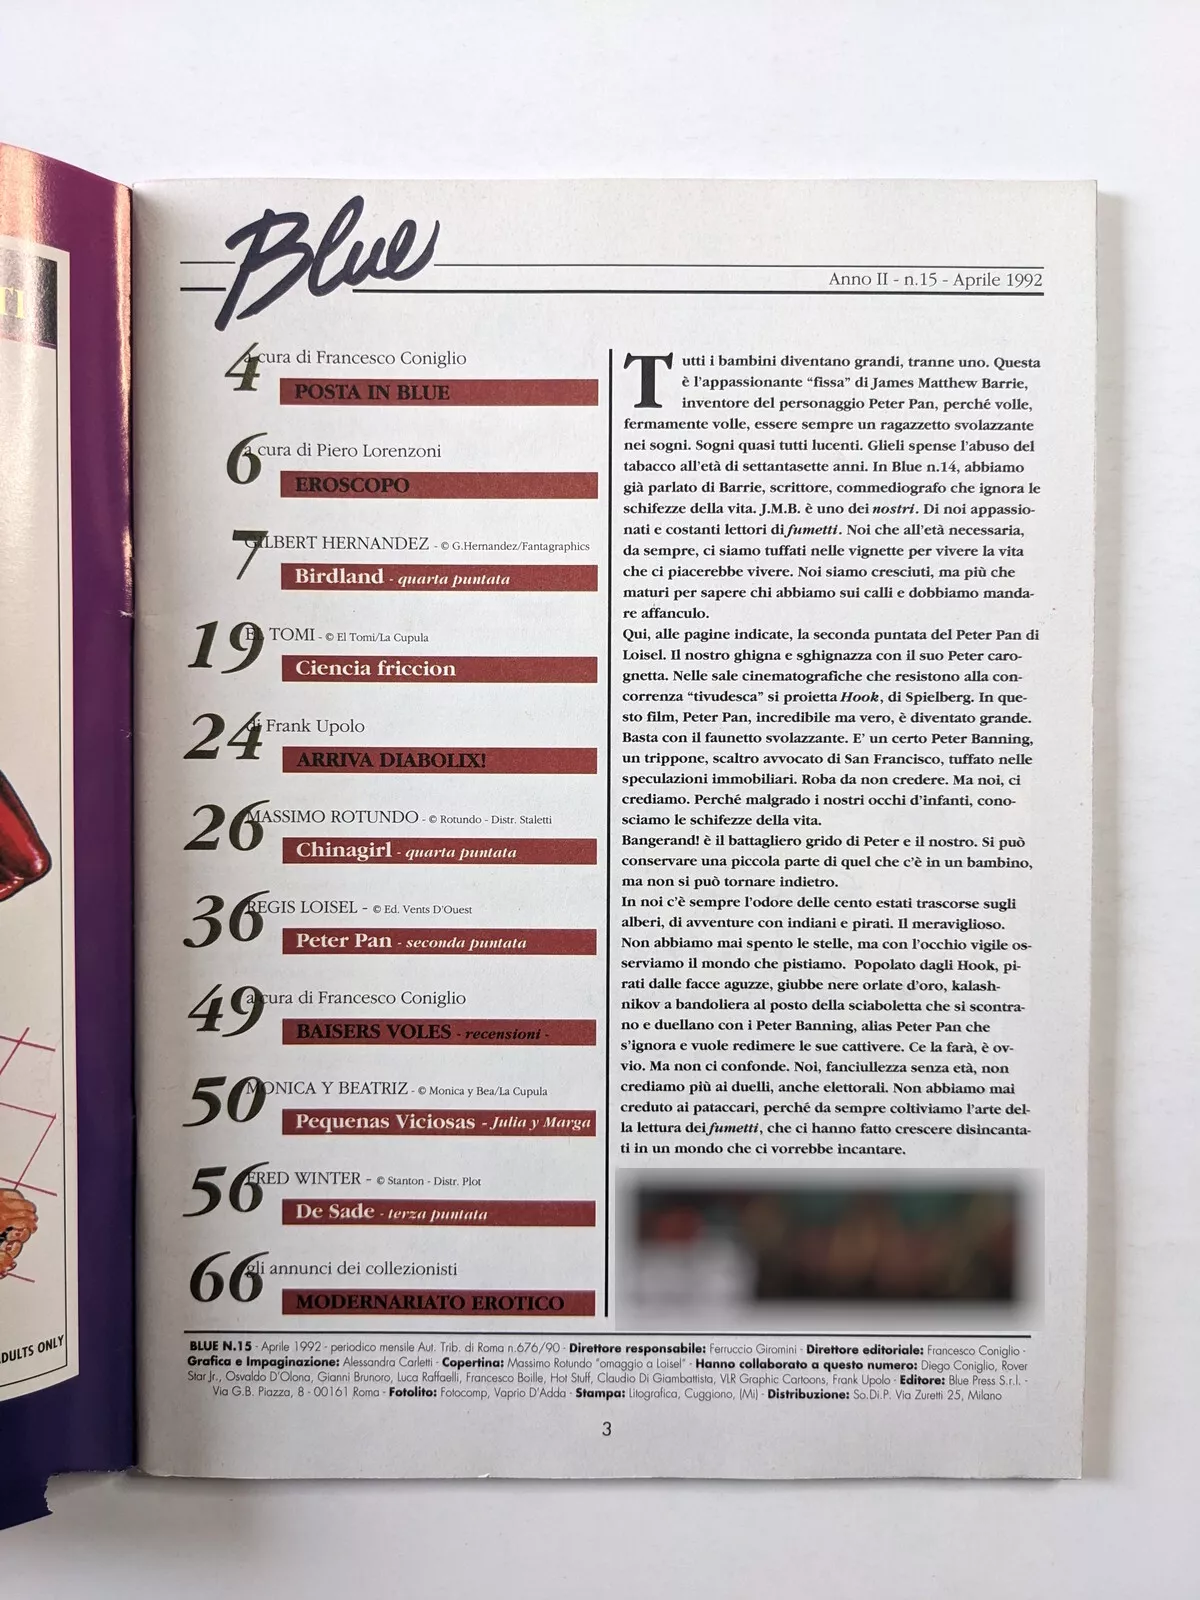 TI
ADULTS ONLY
Blue
Anno II - n.15 - Aprile 1992
4 a cura di Francesco Coniglio
POSTA IN BLUE
6 a cura di Piero Lorenzoni
EROSCOPO
7 GILBERT HERNANDEZ - © G.Hernandez/Fantagraphics
Birdland - quarta puntata
19 EL TOMI - © El Tomi/La Cupula
Ciencia friccion
24 di Frank Upolo
ARRIVA DIABOLIX!
26 MASSIMO ROTUNDO - © Rotundo - Distr. Staletti
Chinagirl - quarta puntata
36 REGIS LOISEL - © Ed. Vents D'Ouest
Peter Pan - seconda puntata
49 a cura di Francesco Coniglio
BAISERS VOLES - recensioni -
50 MONICA Y BEATRIZ - © Monica y Bea/La Cupula
Pequenas Viciosas - Julia y Marga
56 FRED WINTER - © Stanton - Distr. Plot
De Sade - terza puntata
66 gli annunci dei collezionisti
MODERNARIATO EROTICO
Tutti i bambini diventano grandi, tranne uno. Questa
è l'appassionante "fissa" di James Matthew Barrie,
inventore del personaggio Peter Pan, perché volle,
fermamente volle, essere sempre un ragazzetto svolazzante
nei sogni. Sogni quasi tutti lucenti. Glieli spense l'abuso del
tabacco all'età di settantasette anni. In Blue n.14, abbiamo
già parlato di Barrie, scrittore, commediografo che ignora le
schifezze della vita. J.M.B. è uno dei nostri. Di noi appassio-
nati e costanti lettori di fumetti. Noi che all'età necessaria,
da sempre, ci siamo tuffati nelle vignette per vivere la vita
che ci piacerebbe vivere. Noi siamo cresciuti, ma più che
maturi per sapere chi abbiamo sui calli e dobbiamo manda-
re affanculo.
Qui, alle pagine indicate, la seconda puntata del Peter Pan di
Loisel. Il nostro ghigna e sghignazza con il suo Peter caro-
gnetta. Nelle sale cinematografiche che resistono alla con-
correnza "tivudesca" si proietta Hook, di Spielberg. In que-
sto film, Peter Pan, incredibile ma vero, è diventato grande.
Basta con il faunetto svolazzante. E' un certo Peter Banning,
un trippone, scaltro avvocato di San Francisco, tuffato nelle
speculazioni immobiliari. Roba da non credere. Ma noi, ci
crediamo. Perché malgrado i nostri occhi d'infanti, cono-
sciamo le schifezze della vita.
Bangerand! è il battagliero grido di Peter e il nostro. Si può
conservare una piccola parte di quel che c'è in un bambino,
ma non si può tornare indietro.
In noi c'è sempre l'odore delle cento estati trascorse sugli
alberi, di avventure con indiani e pirati. Il meraviglioso.
Non abbiamo mai spento le stelle, ma con l'occhio vigile os-
serviamo il mondo che pistiamo. Popolato dagli Hook, pi-
rati dalle facce aguzze, giubbe nere orlate d'oro, kalash-
nikov a bandoliera al posto della sciaboletta che si scontra-
no e duellano con i Peter Banning, alias Peter Pan che
s'ignora e vuole redimere le sue cattivere. Ce la farà, è ov-
vio. Ma non ci confonde. Noi, fanciullezza senza età, non
crediamo più ai duelli, anche elettorali. Non abbiamo mai
creduto ai pataccari, perché da sempre coltiviamo l'arte del-
la lettura dei fumetti, che ci hanno fatto crescere disincanta-
ti in un mondo che ci vorrebbe incantare.
BLUE N.15 - Aprile 1992 - periodico mensile Aut. Trib. di Roma n.676/90 - Direttore responsabile: Ferruccio Giromini - Direttore editoriale: Francesco Coniglio -
Grafica e Impaginazione: Alessandra Carletti - Copertina: Massimo Rotundo "omaggio a Loisel" - Hanno collaborato a questo numero: Diego Coniglio, Rover
Star Jr., Osvaldo D'Olona, Gianni Brunoro, Luca Raffaelli, Francesco Boille, Hot Stuff, Claudio Di Giambattista, VLR Graphic Cartoons, Frank Upolo - Editore: Blue Press S.r.l. -
Via G.B. Piazza, 8 - 00161 Roma - Fotolito: Fotocomp, Vaprio D'Adda - Stampa: Litografica, Cuggiono, (Mi) - Distribuzione: So.Di.P. Via Zuretti 25, Milano
3